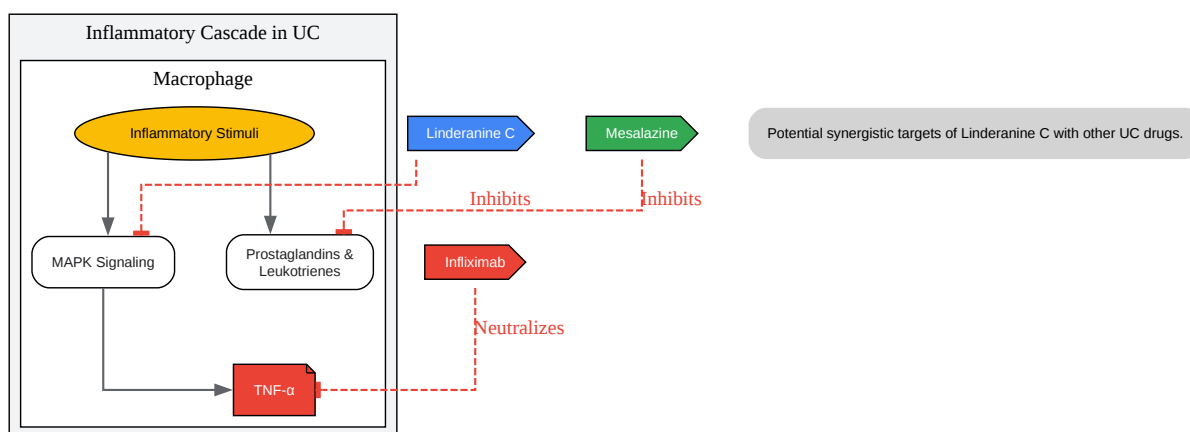 Inflammatory Cascade in UC
Macrophage
Inflammatory Stimuli
Linderanine C
Mesalazine
Potential synergistic targets of Linderanine C with other UC drugs.
Inhibits
Inhibits
MAPK Signaling
Prostaglandins &
Leukotrienes
Infliximab
Neutralizes
TNF-α